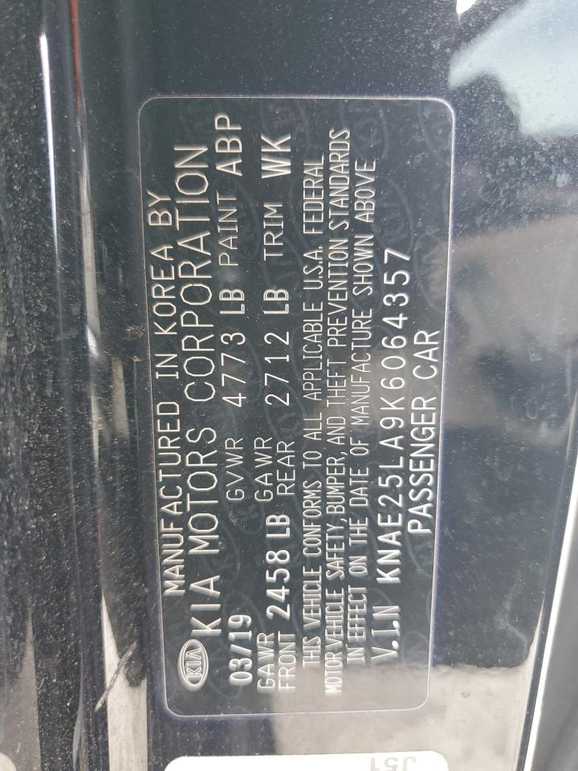 MANUFACTURED IN KOREA BY
KIA KIA MOTORS CORPORATION
03/19 GVWR 4773 LB PAINT ABP
GAWR FRONT 2458 LB GAWR REAR 2712 LB TRIM WK
THIS VEHICLE CONFORMS TO ALL APPLICABLE U.S.A. FEDERAL
MOTOR VEHICLE SAFETY, BUMPER, AND THEFT PREVENTION STANDARDS
IN EFFECT ON THE DATE OF MANUFACTURE SHOWN ABOVE
V.I.N KNAE25LA9K6064357
PASSENGER CAR
J51